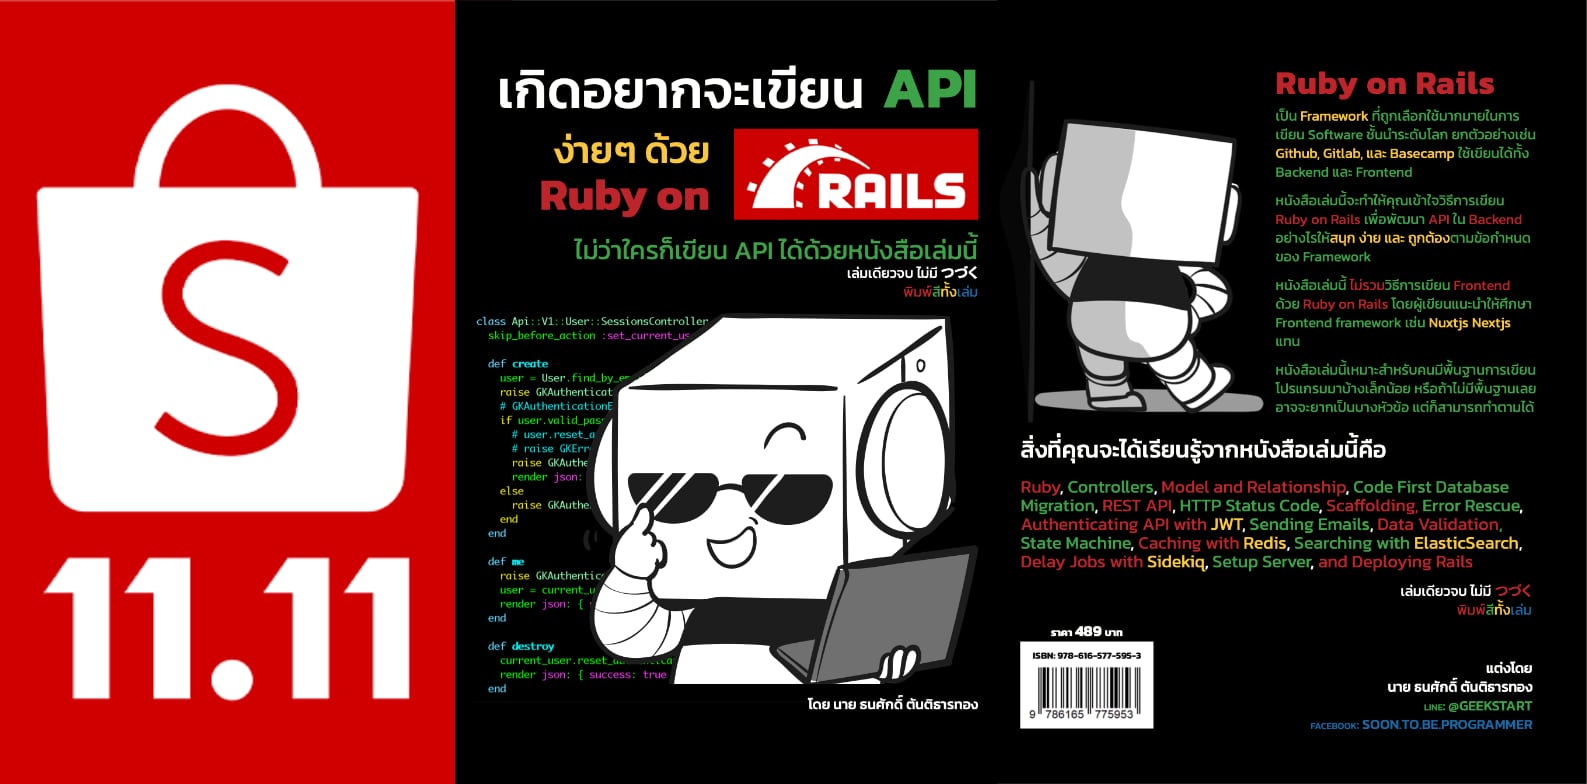 S
11.11
เกิดอยากจะเขียน API
ง่ายๆ ด้วย
Ruby on
RAILS
ไม่ว่าใครก็เขียน API ได้ด้วยหนังสือเล่มนี้
เล่มเดียวจบ ไม่มี つづく
พิมพ์สีทั้งเล่ม
class Api::V1::User::SessionsController
skip_before_action :set_current_us
def create
user = User.find_by_em
raise GKAuthenticat
# GKAuthenticationE
if user.valid_pas
# user.reset_a
# raise GKErr
raise GKAuthe
render json:
else
raise GKAuthe
end
end
def me
raise GKAuthentic
user = current_u
render json: {
end
def destroy
current_user.reset_authenticat
render json: { success: true
end
โดย นาย ธนศักดิ์ ตันติธารทอง
Ruby on Rails
เป็น Framework ที่ถูกเลือกใช้มากมายในการ
เขียน Software ชั้นนำระดับโลก ยกตัวอย่างเช่น
Github, Gitlab, และ Basecamp ใช้เขียนได้ทั้ง
Backend และ Frontend
หนังสือเล่มนี้จะทำให้คุณเข้าใจวิธีการเขียน
Ruby on Rails เพื่อพัฒนา API ใน Backend
อย่างไรให้สนุก ง่าย และ ถูกต้องตามข้อกำหนด
ของ Framework
หนังสือเล่มนี้ ไม่รวมวิธีการเขียน Frontend
ด้วย Ruby on Rails โดยผู้เขียนแนะนำให้ศึกษา
Frontend framework เช่น Nuxtjs Nextjs
แทน
หนังสือเล่มนี้เหมาะสำหรับคนมีพื้นฐานการเขียน
โปรแกรมมาบ้างเล็กน้อย หรือถ้าไม่มีพื้นฐานเลย
อาจจะยากเป็นบางหัวข้อ แต่ก็สามารถทำตามได้
สิ่งที่คุณจะได้เรียนรู้จากหนังสือเล่มนี้คือ
Ruby, Controllers, Model and Relationship, Code First Database
Migration, REST API, HTTP Status Code, Scaffolding, Error Rescue,
Authenticating API with JWT, Sending Emails, Data Validation,
State Machine, Caching with Redis, Searching with ElasticSearch,
Delay Jobs with Sidekiq, Setup Server, and Deploying Rails
เล่มเดียวจบ ไม่มี つづく
พิมพ์สีทั้งเล่ม
ราคา 489 บาท
ISBN: 978-616-577-595-3
9 786165 775953
แต่งโดย
นาย ธนศักดิ์ ตันติธารทอง
LINE: @GEEKSTART
FACEBOOK: SOON.TO.BE.PROGRAMMER